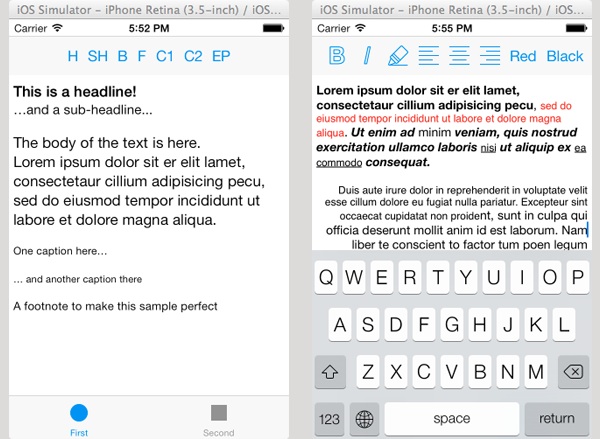 iOS Simulator – iPhone Retina (3.5–inch) / iOS...
Carrier 5:52 PM
H SH B F C1 C2 EP
This is a headline!
…and a sub-headline...
The body of the text is here.
Lorem ipsum dolor sit er elit lamet,
consectetaur cillium adipisicing pecu,
sed do eiusmod tempor incididunt ut
labore et dolore magna aliqua.
One caption here…
… and another caption there
A footnote to make this sample perfect
First Second
iOS Simulator – iPhone Retina (3.5–inch) / iOS...
Carrier 5:55 PM
B I Red Black
Lorem ipsum dolor sit er elit lamet,
consectetaur cillium adipisicing pecu, sed do
eiusmod tempor incididunt ut labore et dolore magna
aliqua. Ut enim ad minim veniam, quis nostrud
exercitation ullamco laboris nisi ut aliquip ex ea
commodo consequat.
Duis aute irure dolor in reprehenderit in voluptate velit
esse cillum dolore eu fugiat nulla pariatur. Excepteur sint
occaecat cupidatat non proident, sunt in culpa qui
officia deserunt mollit anim id est laborum. Nam
liber te conscient to factor tum poen legum
Q W E R T Y U I O P
A S D F G H J K L
Z X C V B N M
123 space return